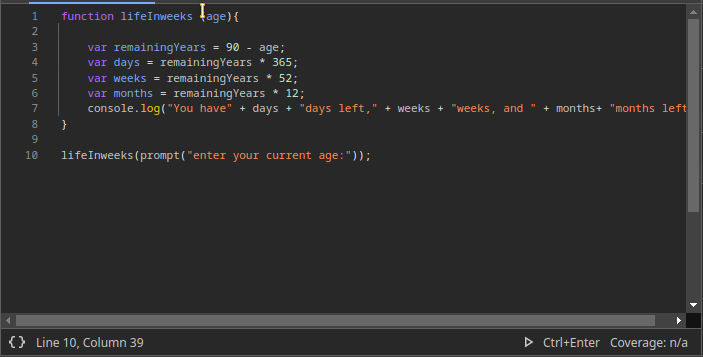 1 function lifeInweeks (age){
2
3 var remainingYears = 90 - age;
4 var days = remainingYears * 365;
5 var weeks = remainingYears * 52;
6 var months = remainingYears * 12;
7 console.log("You have" + days + "days left," + weeks + "weeks, and " + months+ "months left
8 }
9
10 lifeInweeks(prompt("enter your current age:"));
{} Line 10, Column 39 Ctrl+Enter Coverage: n/a